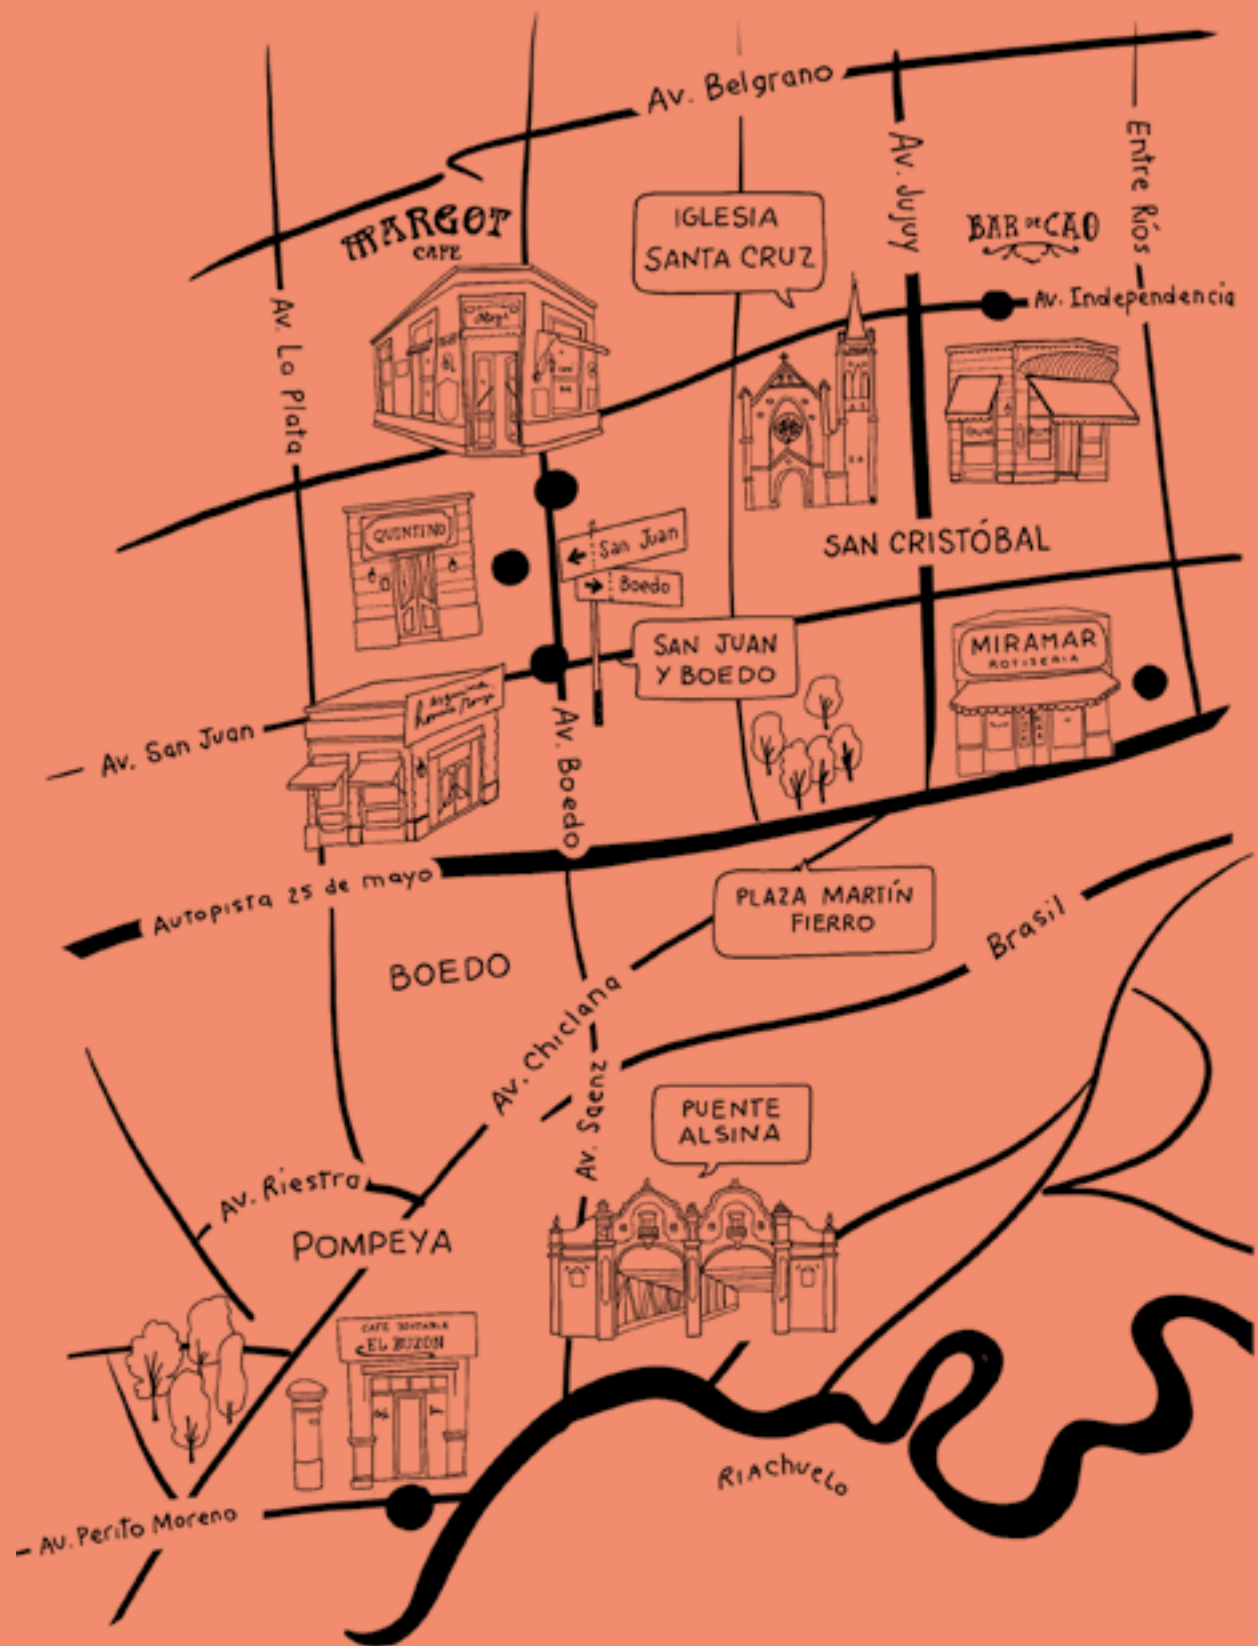 Av. Belgrano
Av. Jujuy
Entre Ríos
MARGOT
CAFE
IGLESIA
SANTA CRUZ
BAR DE CAO
Av. Independencia
Av. La Plata
QUINTINO
San Juan
Boedo
SAN CRISTÓBAL
SAN JUAN
Y BOEDO
MIRAMAR
ROTISERIA
Av. San Juan
Av. Boedo
Autopista 25 de mayo
PLAZA MARTÍN
FIERRO
BOEDO
Brasil
Av. Chiclana
Av. Saenz
PUENTE
ALSINA
Av. Riestra
POMPEYA
CAFE NOTABLE
EL BUZON
Riachuelo
Av. Perito Moreno